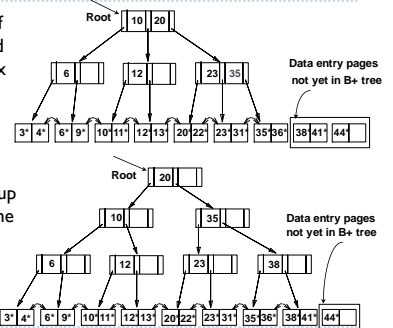 f
Root 10 20
d
x
6 12 23 35
Data entry pages
not yet in B+ tree
3* 4* 6* 9* 10* 11* 12* 13* 20* 22* 23* 31* 35* 36* 38* 41* 44*
Root 20
up
ne
10 35
Data entry pages
not yet in B+ tree
6 12 23 38
3* 4* 6* 9* 10* 11* 12* 13* 20* 22* 23* 31* 35* 36* 38* 41* 44*